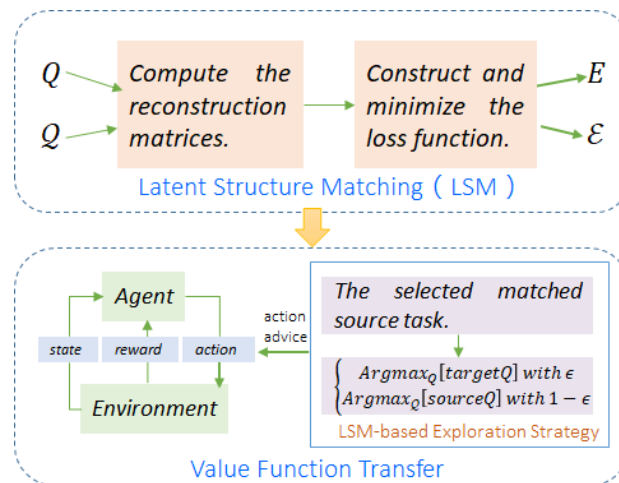 Q
Q
Compute the
reconstruction
matrices.
Construct and
minimize the
loss function.
E
ℰ
Latent Structure Matching ( LSM )
Agent
state
reward
action
Environment
action
advice
The selected matched
source task.
{ Argmax_Q[targetQ] with ϵ
Argmax_Q[sourceQ] with 1 − ϵ
LSM-based Exploration Strategy
Value Function Transfer